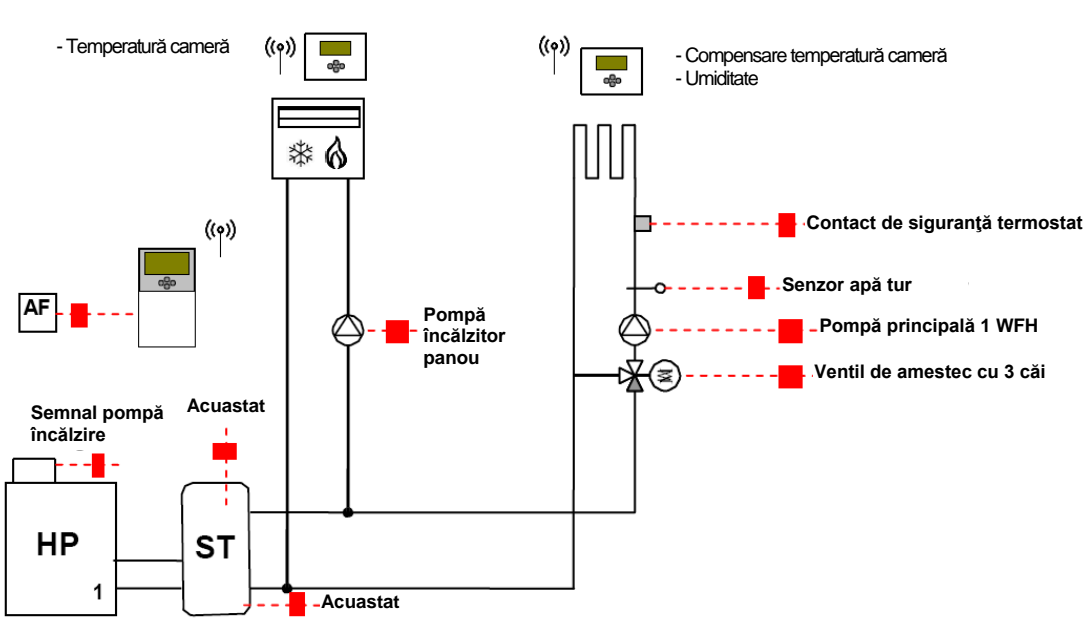 - Temperatură cameră
- Compensare temperatură cameră
- Umiditate
Contact de siguranţă termostat
Senzor apă tur
AF
Pompă
încălzitor
panou
Pompă principală 1 WFH
Ventil de amestec cu 3 căi
Semnal pompă
încălzire
Acuastat
HP
1
ST
Acuastat